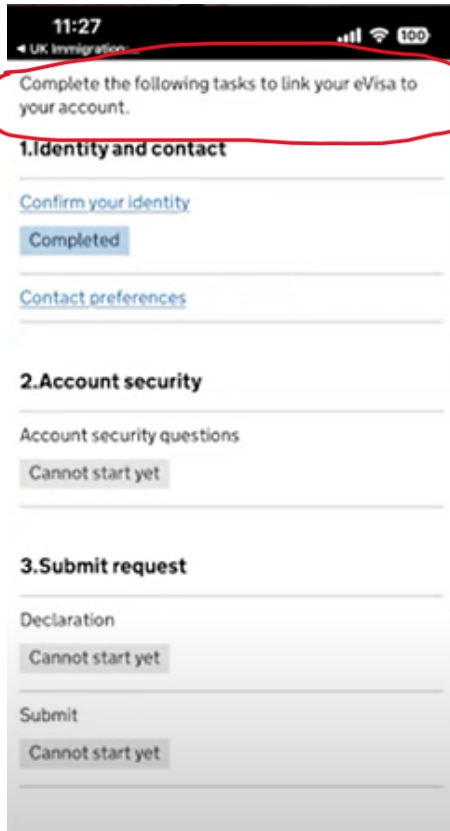 11:27
100
◀ UK Immigration:...
Complete the following tasks to link your eVisa to
your account.
1.Identity and contact
Confirm your identity
Completed
Contact preferences
2.Account security
Account security questions
Cannot start yet
3.Submit request
Declaration
Cannot start yet
Submit
Cannot start yet